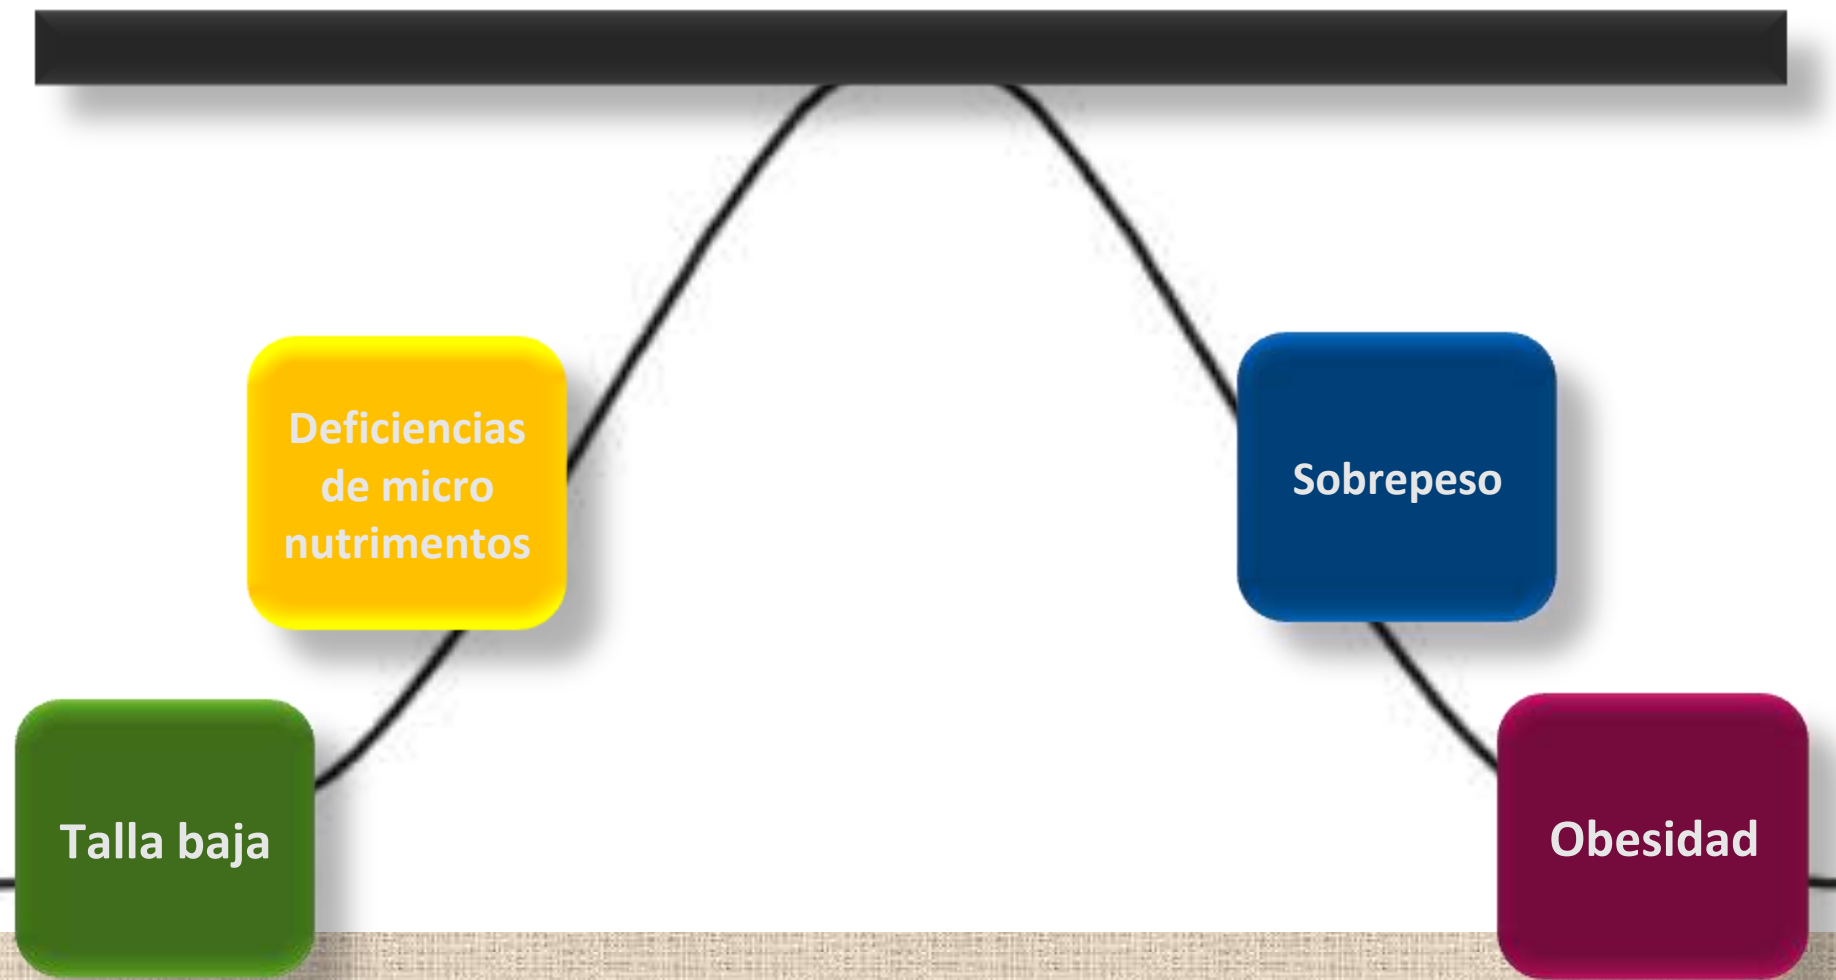 Deficiencias
de micro
nutrimentos
Sobrepeso
Talla baja
Obesidad